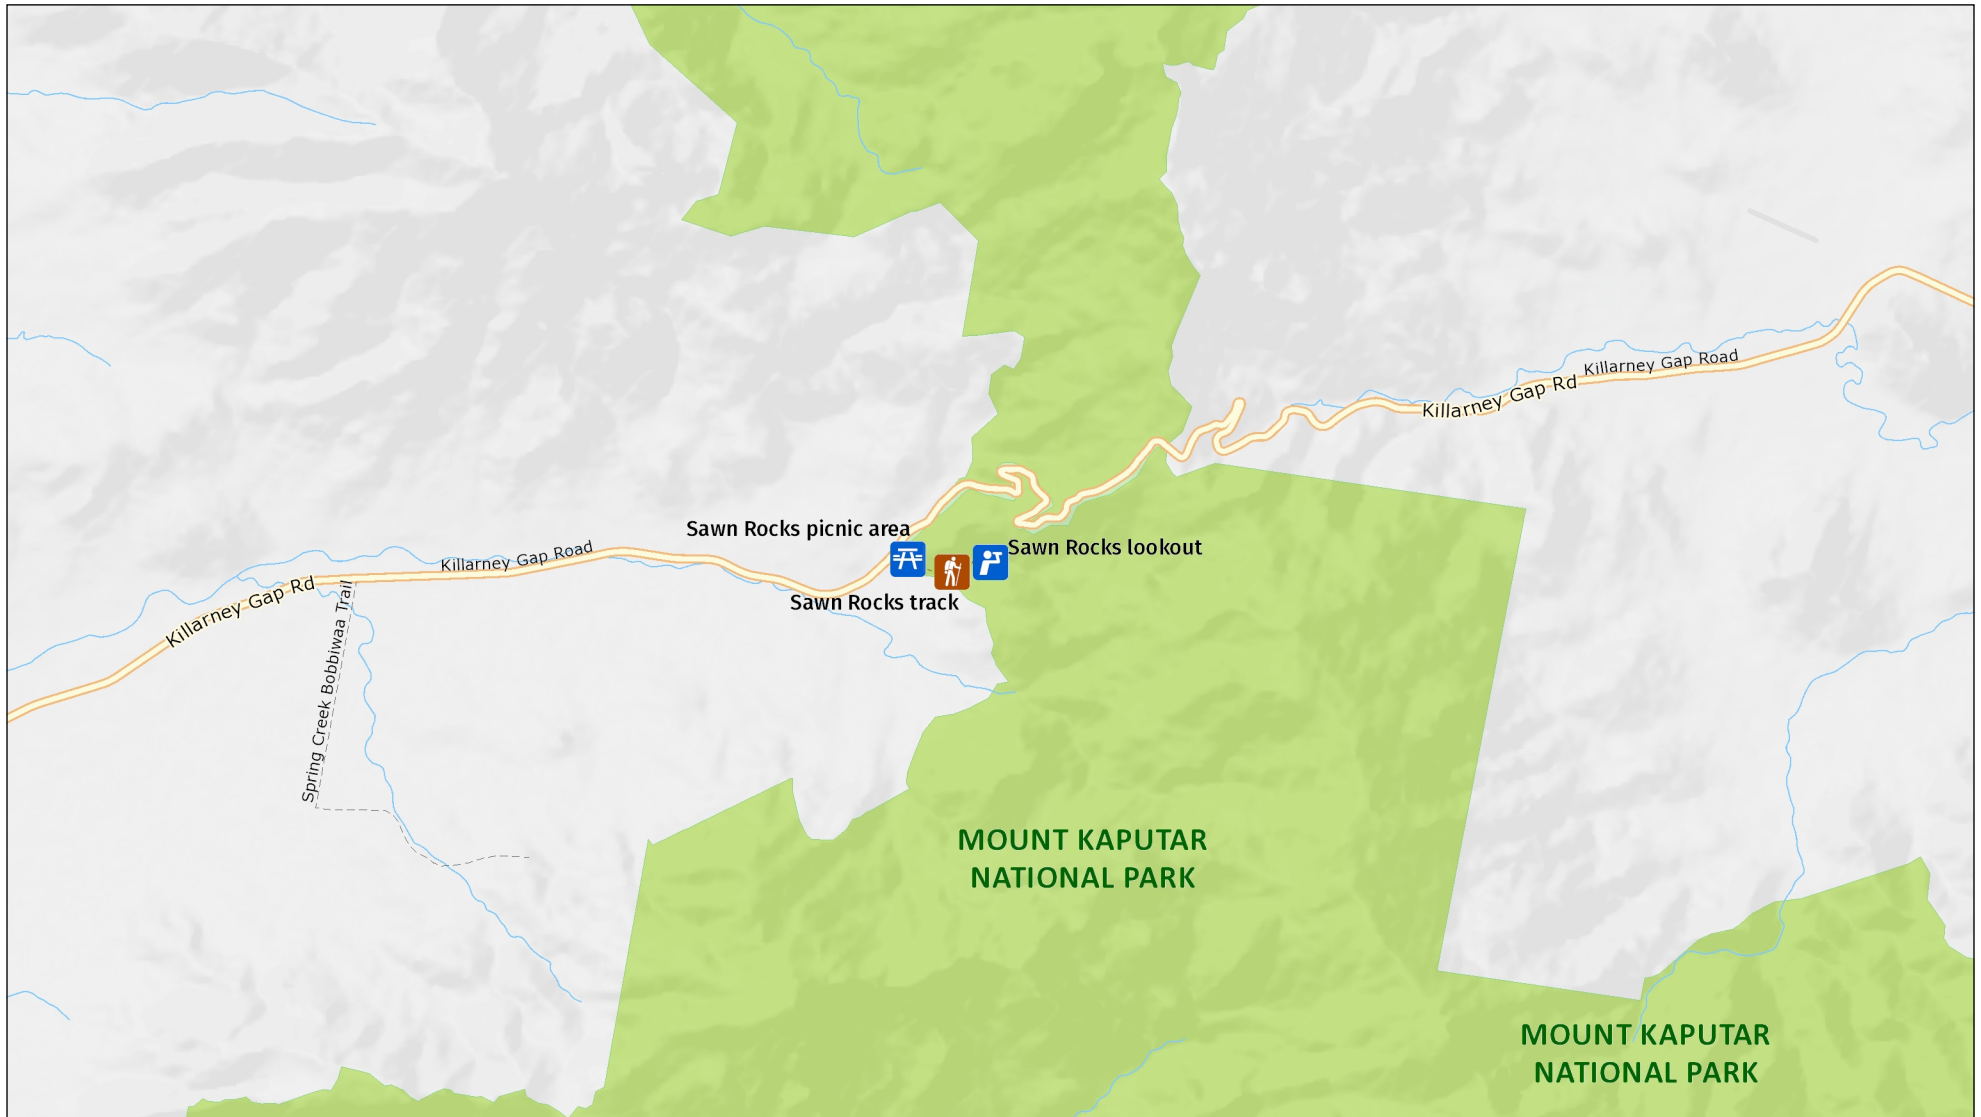 Killarney Gap Road
Killarney Gap Rd
Sawn Rocks picnic area
Sawn Rocks lookout
Killarney Gap Road
Killarney Gap Rd
Sawn Rocks track
Spring Creek Bobbiwaa Trail
MOUNT KAPUTAR
NATIONAL PARK
MOUNT KAPUTAR
NATIONAL PARK